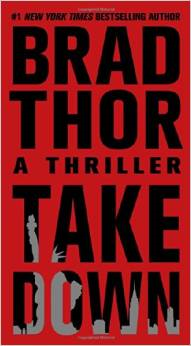 #1 NEW YORK TIMES BESTSELLING AUTHOR
BRAD
THOR
A THRILLER
TAKE
DOWN